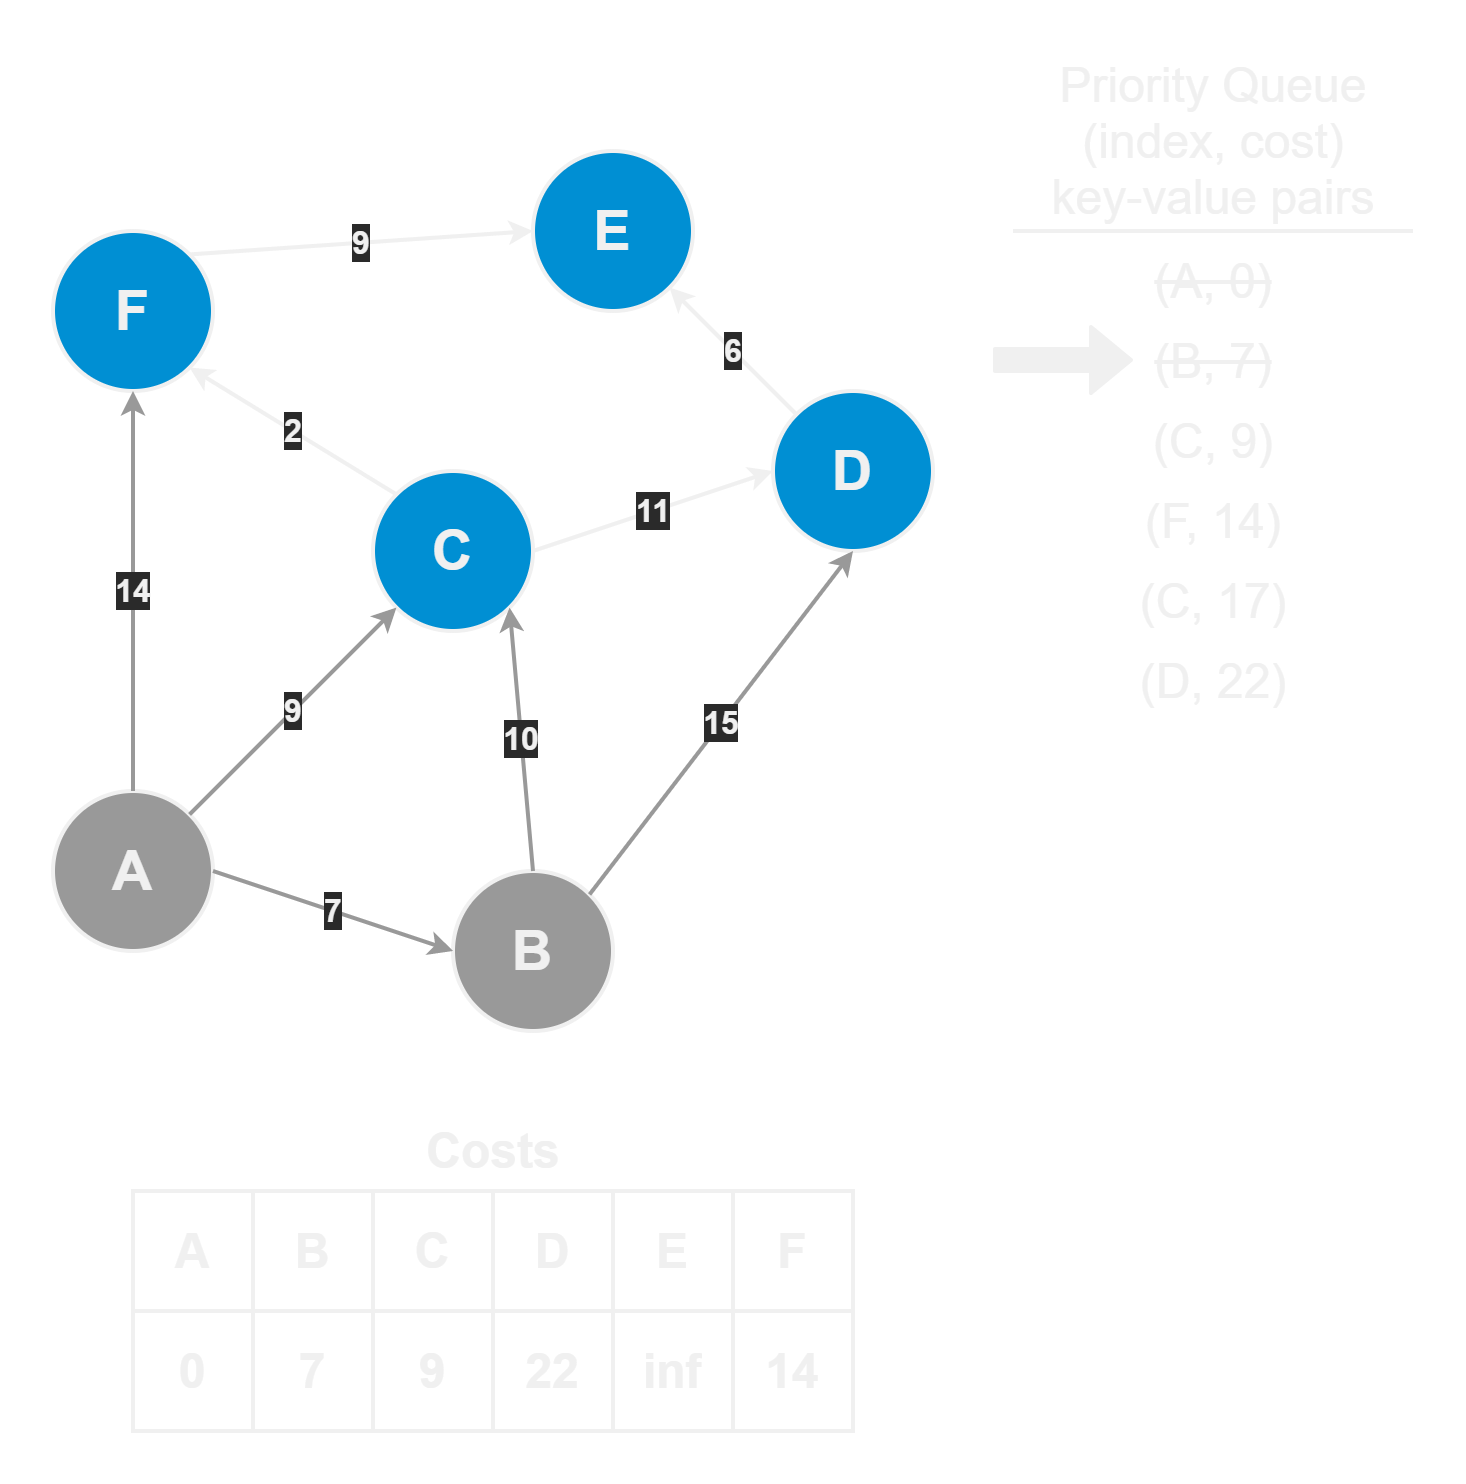 Priority Queue
(index, cost)
key-value pairs
(A, 0)
(B, 7)
(C, 9)
(F, 14)
(C, 17)
(D, 22)
E
9
F
6
2
D
11
C
14
9
10
15
A
7
B
Costs
A B C D E F
0 7 9 22 inf 14